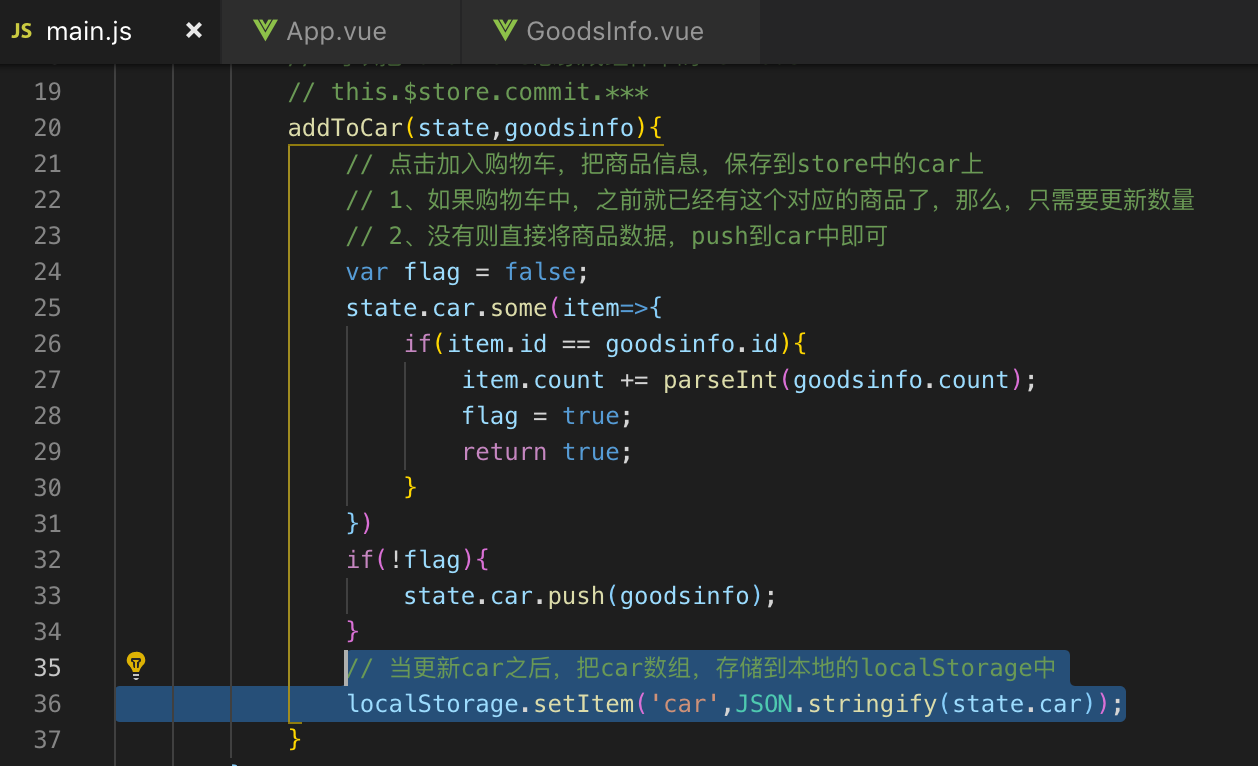 JS main.js × App.vue GoodsInfo.vue
19 // this.$store.commit.***
20 addToCar(state,goodsinfo){
21 // 点击加入购物车，把商品信息，保存到store中的car上
22 // 1、如果购物车中，之前就已经有这个对应的商品了，那么，只需要更新数量
23 // 2、没有则直接将商品数据，push到car中即可
24 var flag = false;
25 state.car.some(item=>{
26 if(item.id == goodsinfo.id){
27 item.count += parseInt(goodsinfo.count);
28 flag = true;
29 return true;
30 }
31 })
32 if(!flag){
33 state.car.push(goodsinfo);
34 }
35 // 当更新car之后，把car数组，存储到本地的localStorage中
36 localStorage.setItem('car',JSON.stringify(state.car));
37 }